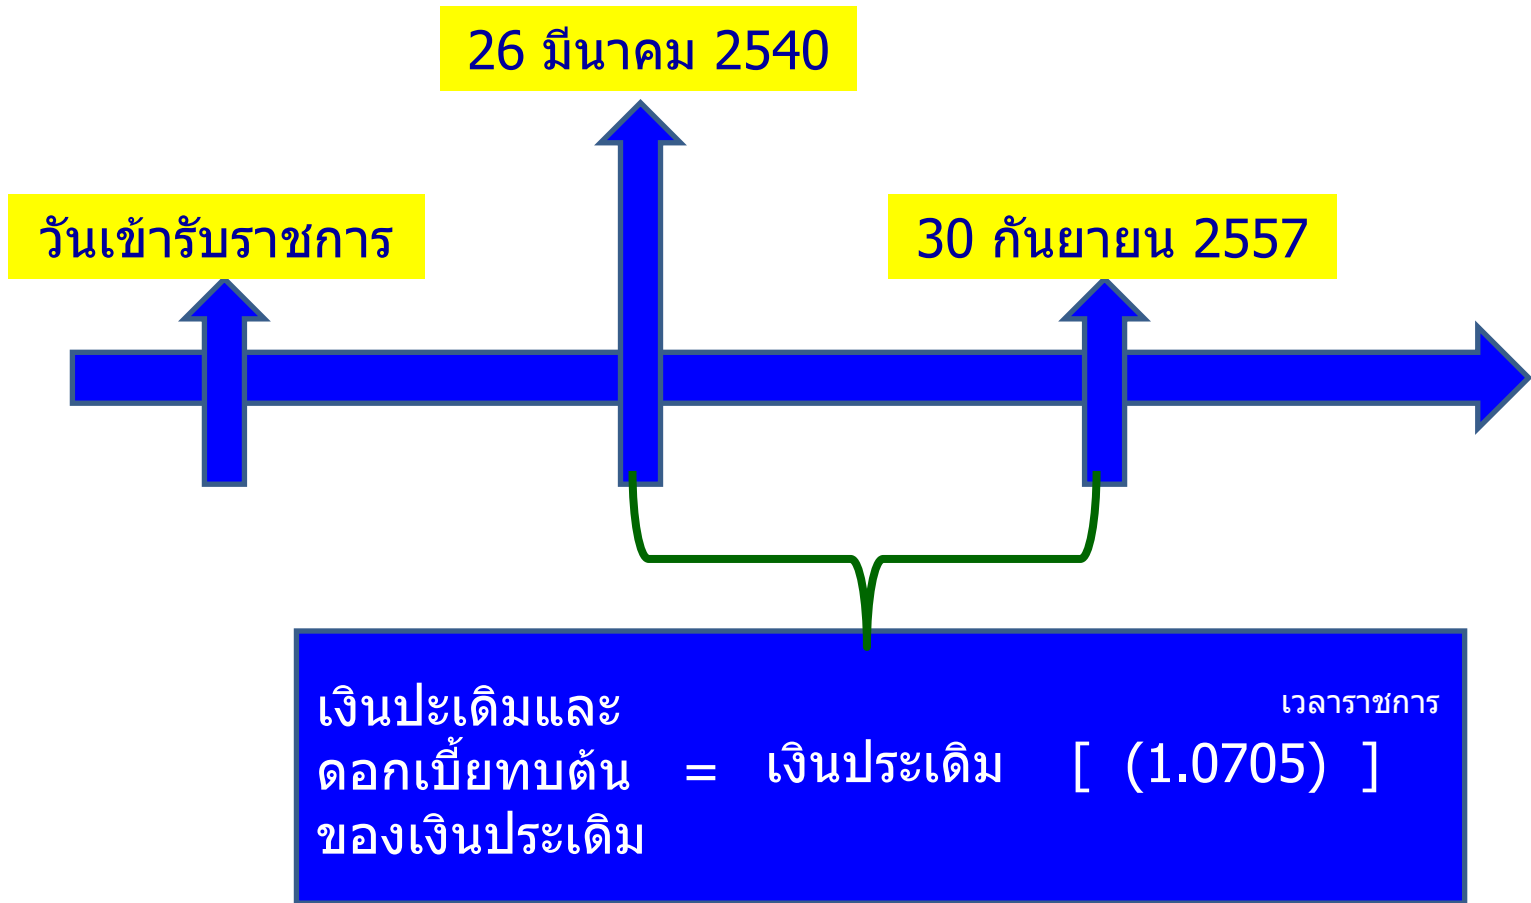 26 มีนาคม 2540
วันเข้ารับราชการ
30 กันยายน 2557
เงินปะเดิมและ
ดอกเบี้ยทบต้น
ของเงินประเดิม
= เงินประเดิม [ (1.0705) ]
เวลาราชการ